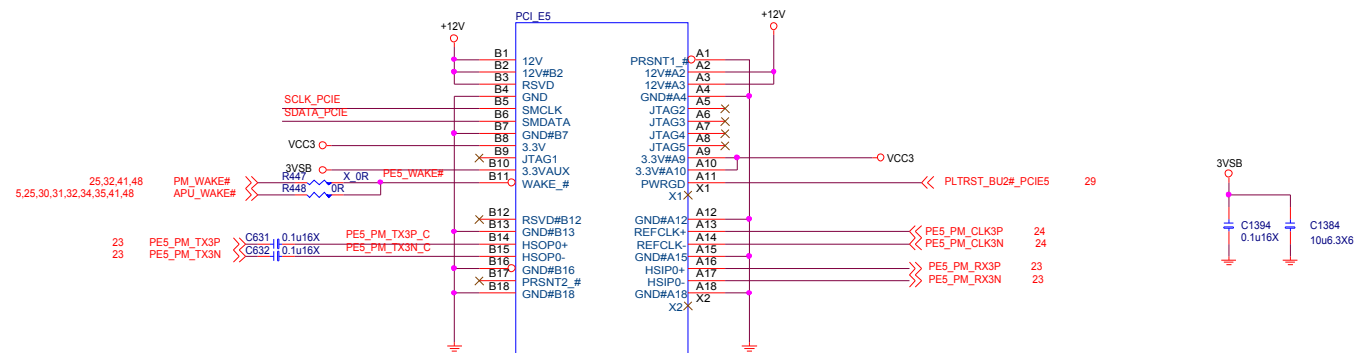 PCI_E5
+12V
+12V
B1 12V
B2 12V#B2
B3 RSVD
B4 GND
B5 SMCLK
B6 SMDATA
B7 GND#B7
B8 3.3V
B9 JTAG1
B10 3.3VAUX
B11 WAKE_#
B12 RSVD#B12
B13 GND#B13
B14 HSOP0+
B15 HSOP0-
B16 GND#B16
B17 PRSNT2_#
B18 GND#B18
PRSNT1_# A1
12V#A2 A2
12V#A3 A3
GND#A4 A4
JTAG2 A5
JTAG3 A6
JTAG4 A7
JTAG5 A8
3.3V#A9 A9
3.3V#A10 A10
PWRGD A11
X1 X1
GND#A12 A12
REFCLK+ A13
REFCLK- A14
GND#A15 A15
HSIP0+ A16
HSIP0- A17
GND#A18 A18
X2 X2
SCLK_PCIE
SDATA_PCIE
VCC3
3VSB
25,32,41,48 PM_WAKE# R447 X_0R PE5_WAKE#
5,25,30,31,32,34,35,41,48 APU_WAKE# R448 0R
23 PE5_PM_TX3P C631 0.1u16X PE5_PM_TX3P_C
23 PE5_PM_TX3N C632 0.1u16X PE5_PM_TX3N_C
VCC3
PLTRST_BU2#_PCIE5 29
PE5_PM_CLK3P 24
PE5_PM_CLK3N 24
PE5_PM_RX3P 23
PE5_PM_RX3N 23
3VSB
C1394
0.1u16X
C1384
10u6.3X6